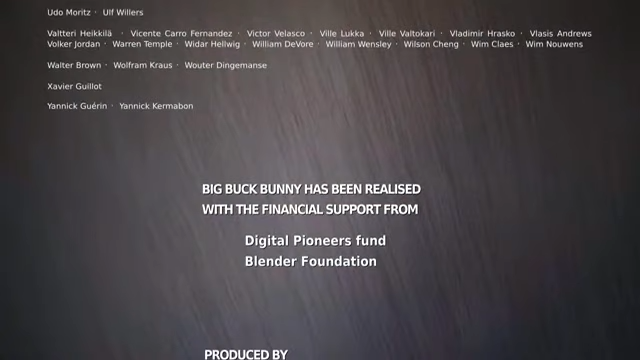 Udo Moritz · Ulf Willers
Valtteri Heikkilä · Vicente Carro Fernandez · Victor Velasco · Ville Lukka · Ville Valtokari · Vladimir Hrasko · Vlasis Andrews
Volker Jordan · Warren Temple · Widar Hellwig · William DeVore · William Wensley · Wilson Cheng · Wim Claes · Wim Nouwens
Walter Brown · Wolfram Kraus · Wouter Dingemanse
Xavier Guillot
Yannick Guérin · Yannick Kermabon
BIG BUCK BUNNY HAS BEEN REALISED
WITH THE FINANCIAL SUPPORT FROM
Digital Pioneers fund
Blender Foundation
PRODUCED BY